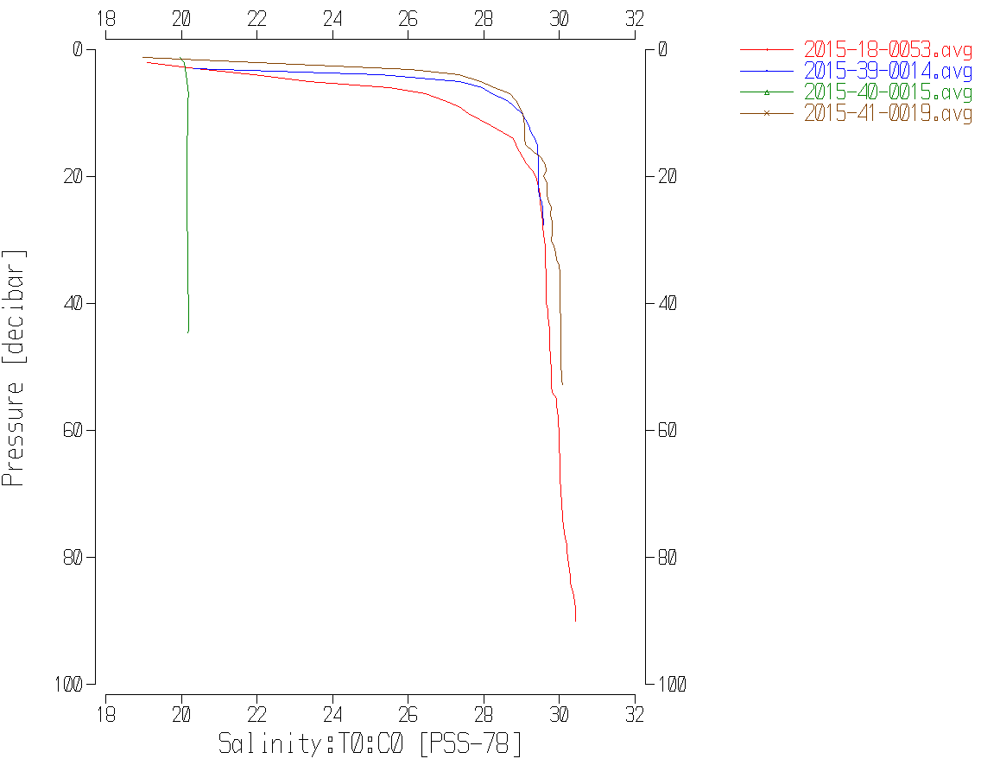 18 20 22 24 26 28 30 32
0 0
20 20
40 40
60 60
80 80
100 100
18 20 22 24 26 28 30 32
Salinity:T0:C0 [PSS-78]
Pressure [decibar]
2015-18-0053.avg
2015-39-0014.avg
2015-40-0015.avg
2015-41-0019.avg